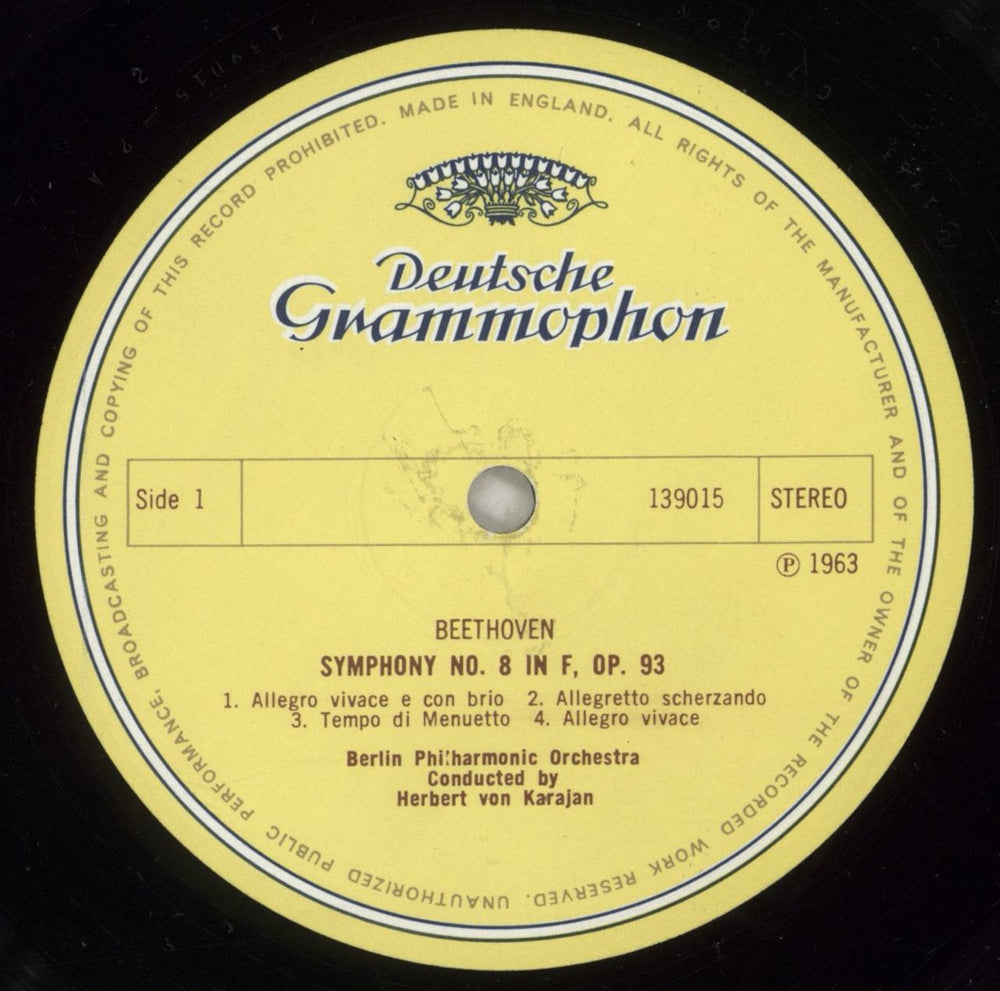 MADE IN ENGLAND. ALL RIGHTS OF THE MANUFACTURER AND OF THE OWNER OF THE RECORDED WORK RESERVED. UNAUTHORIZED PUBLIC PERFORMANCE, BROADCASTING AND COPYING OF THIS RECORD PROHIBITED.
Deutsche
Grammophon
Side 1 139015 STEREO
Ⓟ 1963
BEETHOVEN
SYMPHONY NO. 8 IN F, OP. 93
1. Allegro vivace e con brio 2. Allegretto scherzando
3. Tempo di Menuetto 4. Allegro vivace
Berlin Philharmonic Orchestra
Conducted by
Herbert von Karajan